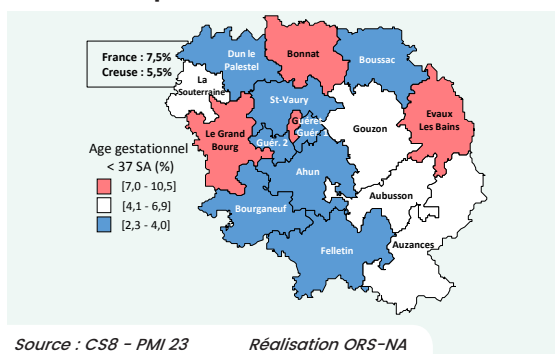 France : 7,5%
Creuse : 5,5%
Dun le
Palestel
Bonnat
Boussac
La
Souterraine
St-Vaury
Evaux
Les Bains
Guéret
Guér. 1
Gouzon
Le Grand
Bourg
Guér. 2
Ahun
Age gestationnel
< 37 SA (%)
[7,0 - 10,5]
[4,1 - 6,9]
[2,3 - 4,0]
Aubusson
Bourganeuf
Auzances
Felletin
Source : CS8 - PMI 23
Réalisation ORS-NA